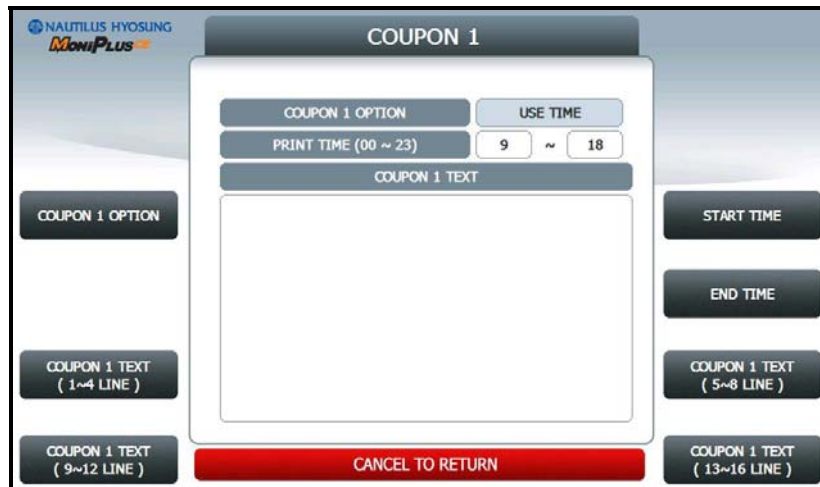 NAUTILUS HYOSUNG
MoniPlusCE
COUPON 1
COUPON 1 OPTION
USE TIME
PRINT TIME (00 ~ 23)
9 ~ 18
COUPON 1 TEXT
COUPON 1 OPTION
START TIME
END TIME
COUPON 1 TEXT
( 1~4 LINE )
COUPON 1 TEXT
( 5~8 LINE )
COUPON 1 TEXT
( 9~12 LINE )
CANCEL TO RETURN
COUPON 1 TEXT
( 13~16 LINE )